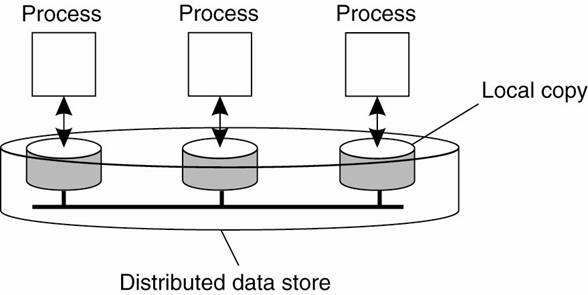 Process
Process
Process
Local copy
Distributed data store